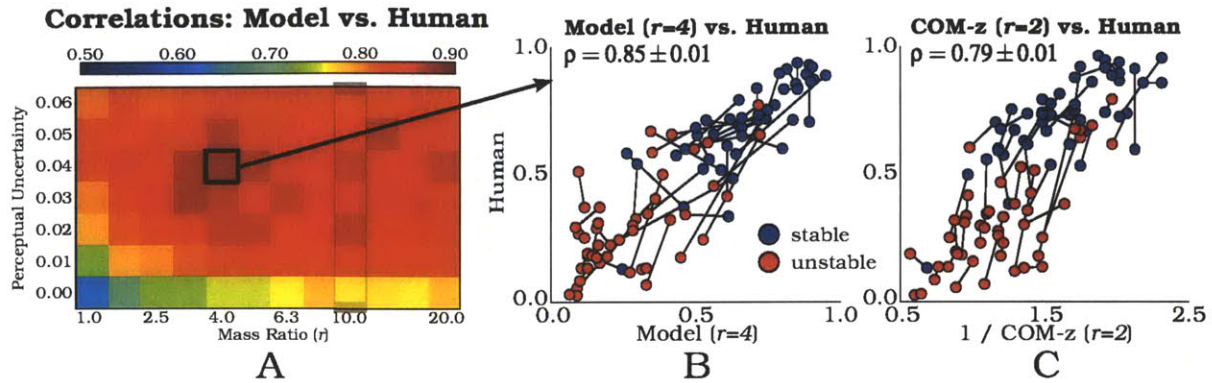 Correlations: Model vs. Human
0.50 0.60 0.70 0.80 0.90
Perceptual Uncertainty
0.06
0.05
0.04
0.03
0.02
0.01
0.00
1.0 2.5 4.0 6.3 10.0 20.0
Mass Ratio (r)
A
Model (r=4) vs. Human
ρ = 0.85 ± 0.01
Human
1.0
0.5
0.0
stable
unstable
0.0 0.5 1.0
Model (r=4)
B
COM-z (r=2) vs. Human
ρ = 0.79 ± 0.01
1.0
0.5
0.0
0.5 1.5 2.5
1 / COM-z (r=2)
C